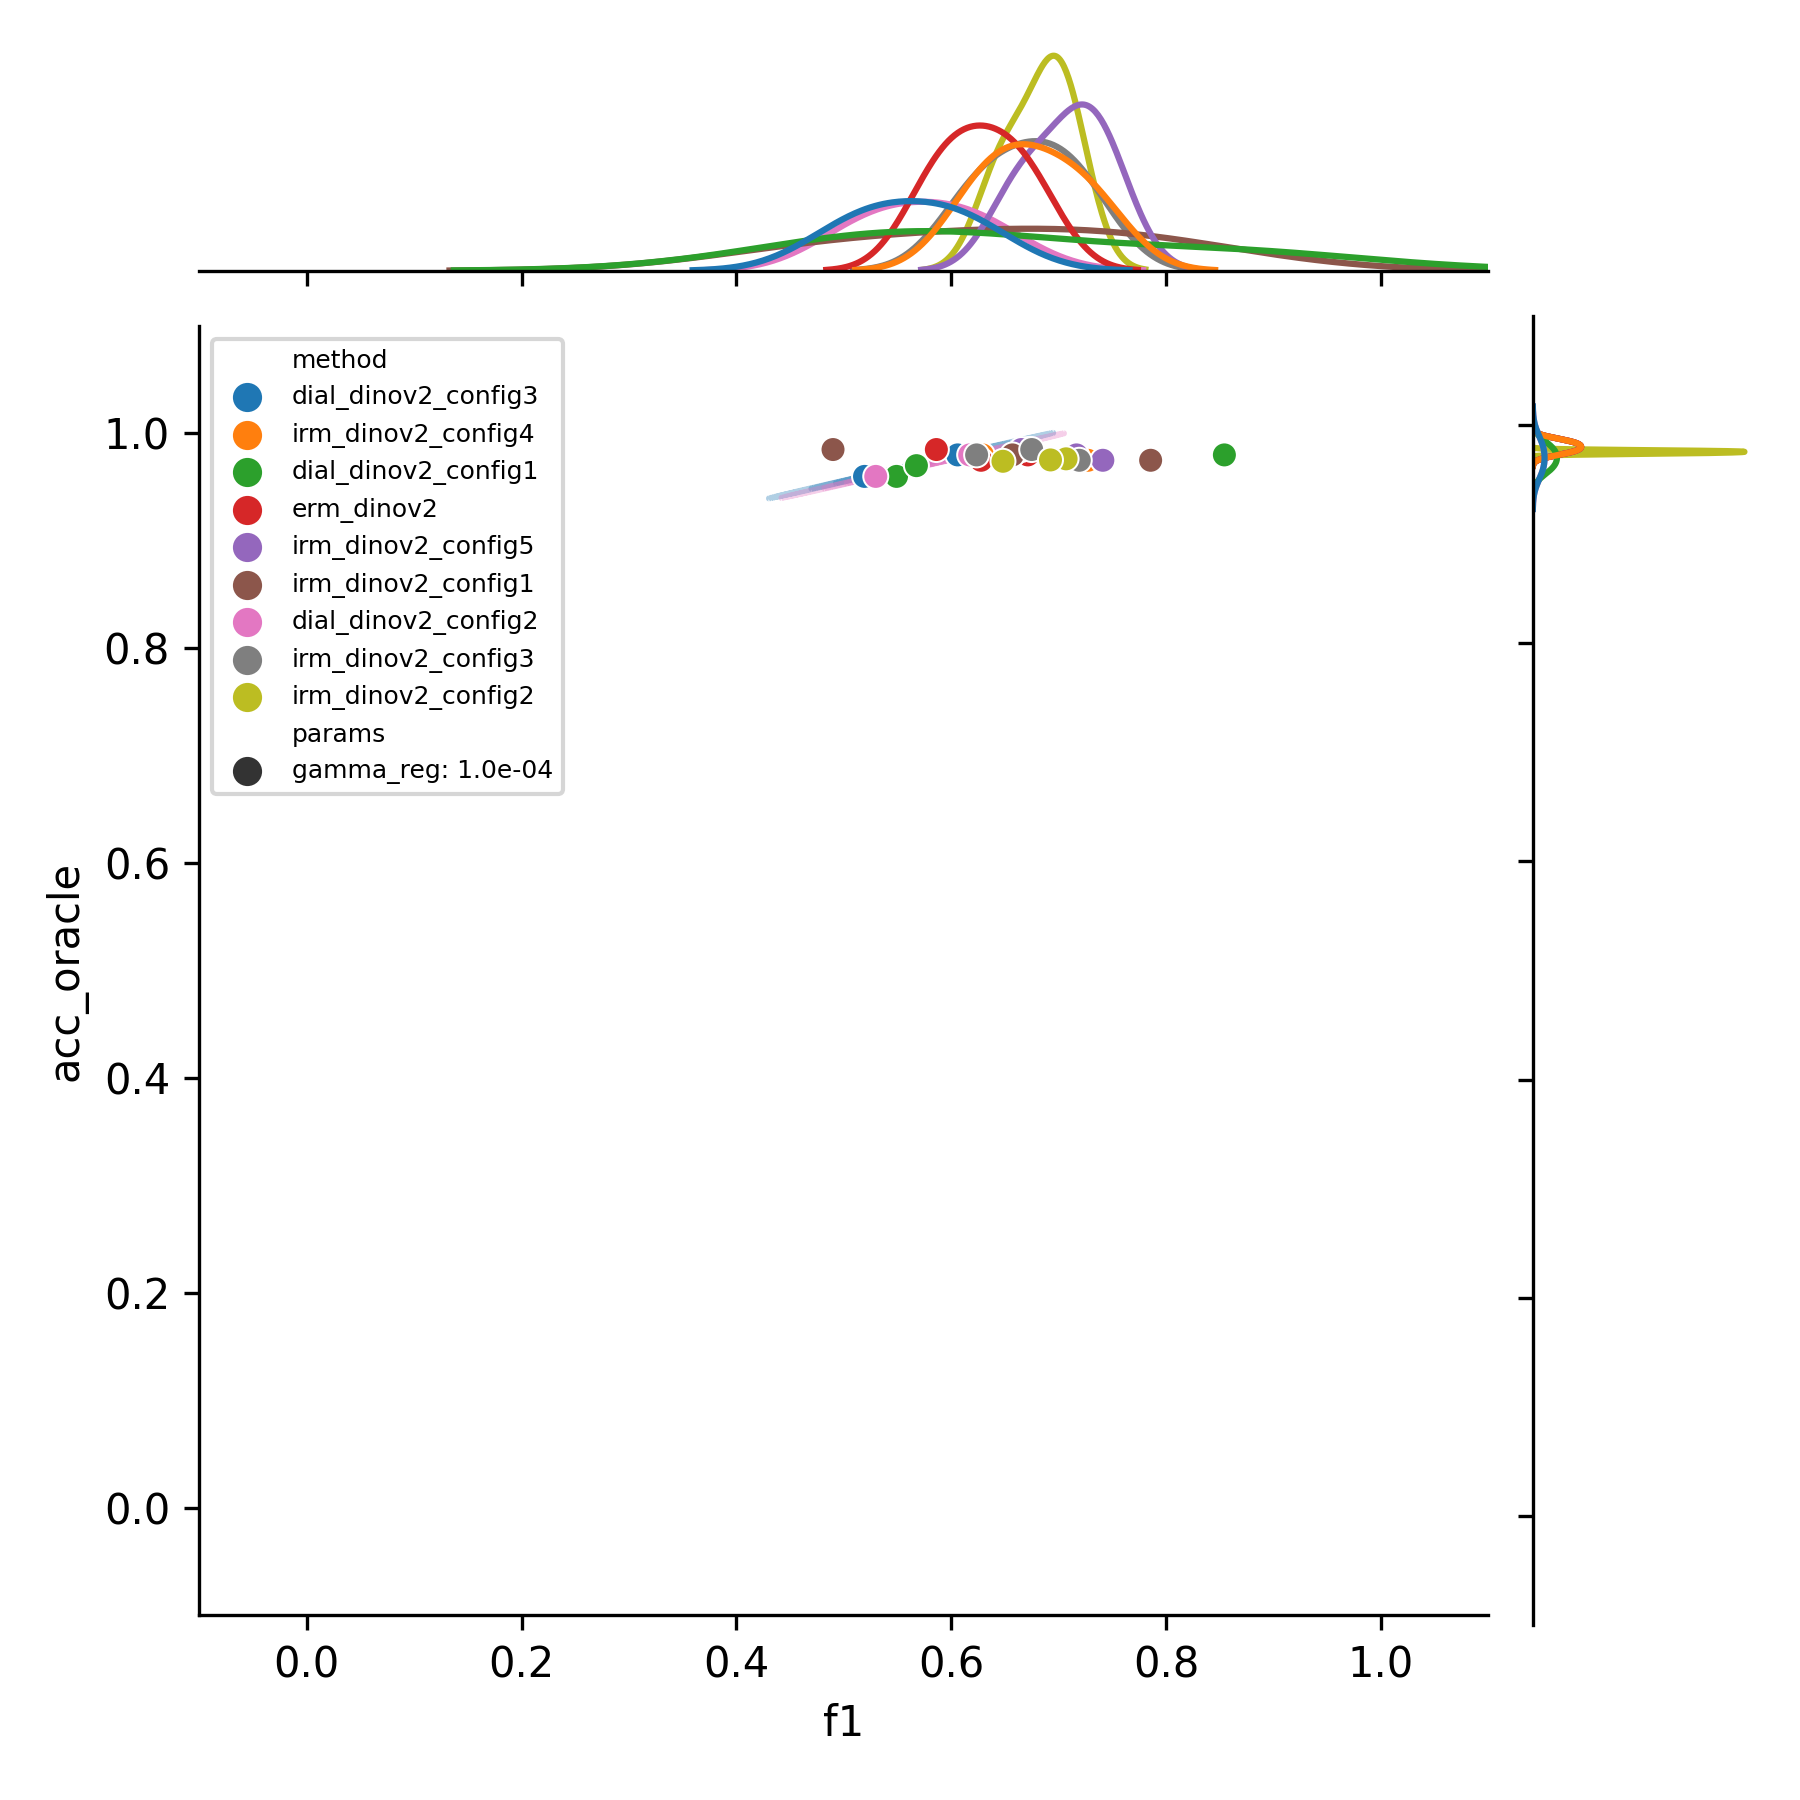 method
dial_dinov2_config3
irm_dinov2_config4
dial_dinov2_config1
erm_dinov2
irm_dinov2_config5
irm_dinov2_config1
dial_dinov2_config2
irm_dinov2_config3
irm_dinov2_config2
params
gamma_reg: 1.0e-04
1.0
0.8
0.6
0.4
0.2
0.0
acc_oracle
0.0 0.2 0.4 0.6 0.8 1.0
f1